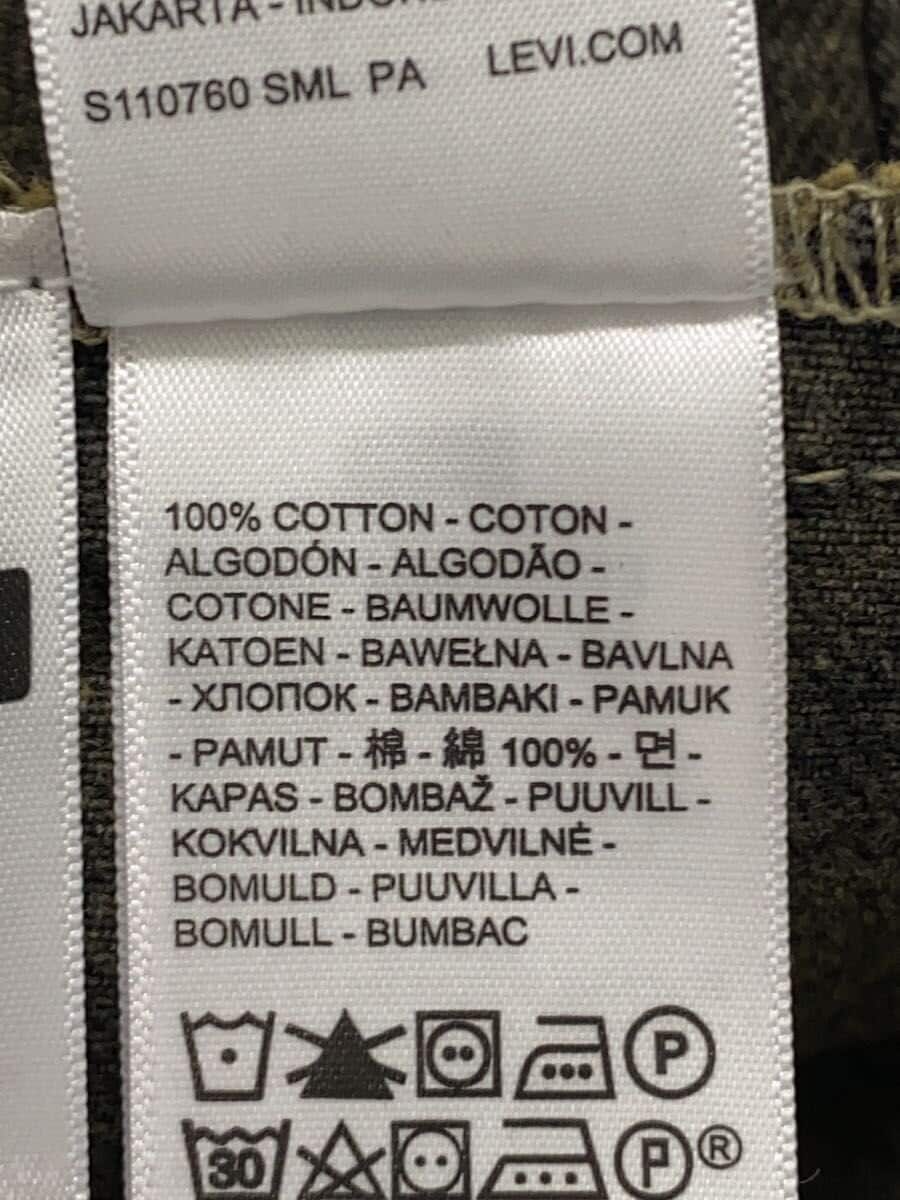 JAKARTA -
S110760 SML PA LEVI.COM
100% COTTON - COTON -
ALGODÓN - ALGODÃO -
COTONE - BAUMWOLLE -
KATOEN - BAWEŁNA - BAVLNA
- ХЛОПОК - BAMBAKI - PAMUK
- PAMUT - 棉 - 綿 100% - 면 -
KAPAS - BOMBAŽ - PUUVILL -
KOKVILNA - MEDVILNĖ -
BOMULD - PUUVILLA -
BOMULL - BUMBAC
P
30 P ®